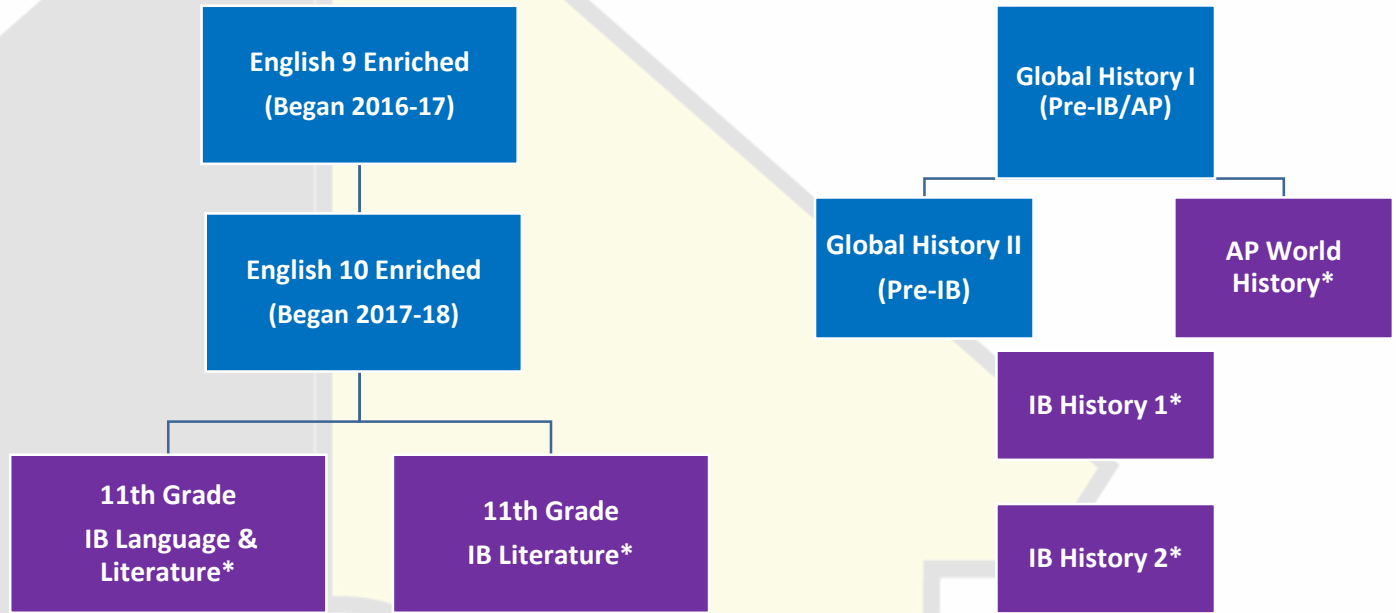 English 9 Enriched
(Began 2016-17)
English 10 Enriched
(Began 2017-18)
11th Grade
IB Language &
Literature*
11th Grade
IB Literature*
Global History I
(Pre-IB/AP)
Global History II
(Pre-IB)
AP World
History*
IB History 1*
IB History 2*